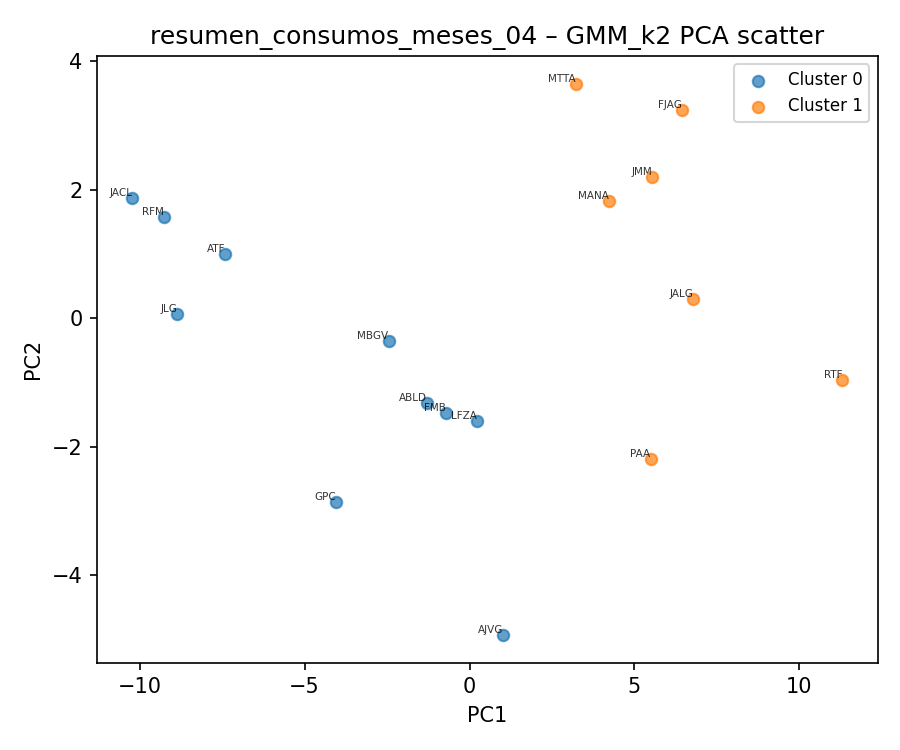 resumen_consumos_meses_04 – GMM_k2 PCA scatter
Cluster 0
Cluster 1
MTTA
FJAG
JMM
MANA
JACL
RFM
ATF
JLG
JALG
MBGV
RTF
ABLD
FMB
LFZA
PAA
GPC
AJVG
4
2
0
−2
−4
PC2
−10
−5
0
5
10
PC1